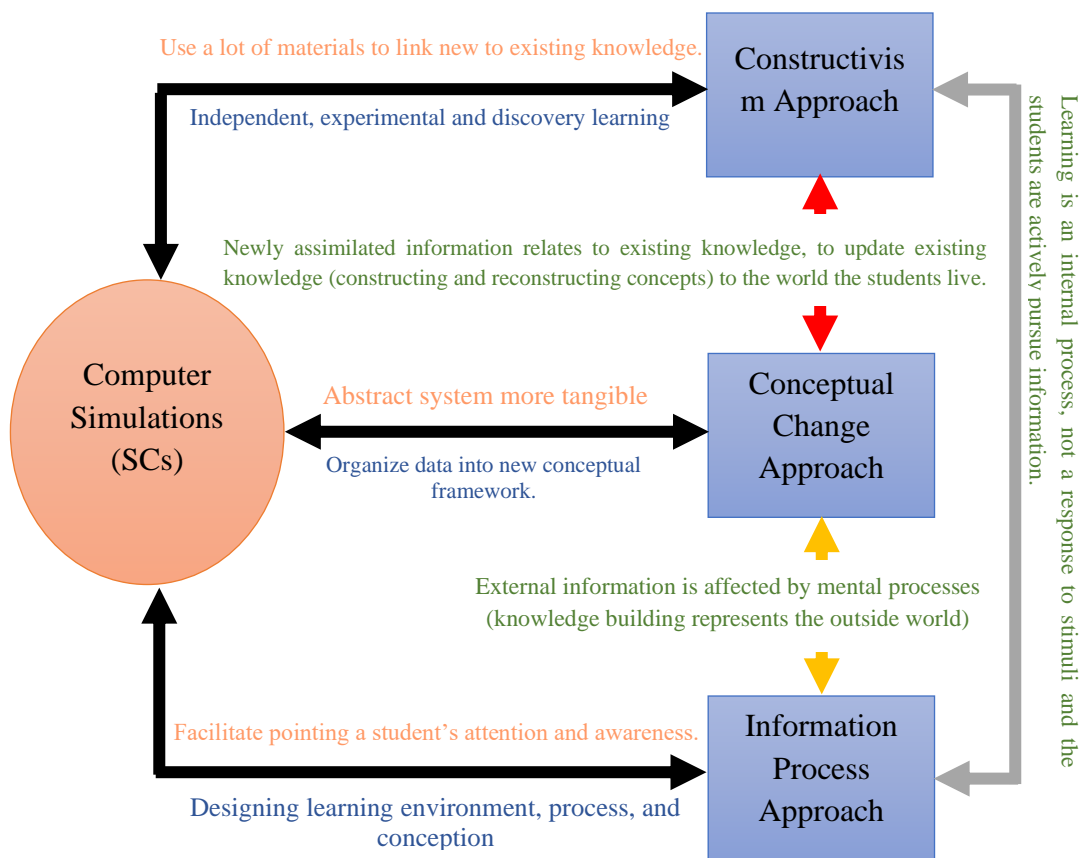 Use a lot of materials to link new to existing knowledge.
Constructivis
m Approach
Independent, experimental and discovery learning
Learning is an internal process, not a response to stimuli and the
students are actively pursue information.
Newly assimilated information relates to existing knowledge, to update existing
knowledge (constructing and reconstructing concepts) to the world the students live.
Computer
Simulations
(SCs)
Abstract system more tangible
Organize data into new conceptual
framework.
Conceptual
Change
Approach
External information is affected by mental processes
(knowledge building represents the outside world)
Facilitate pointing a student’s attention and awareness.
Designing learning environment, process, and
conception
Information
Process
Approach